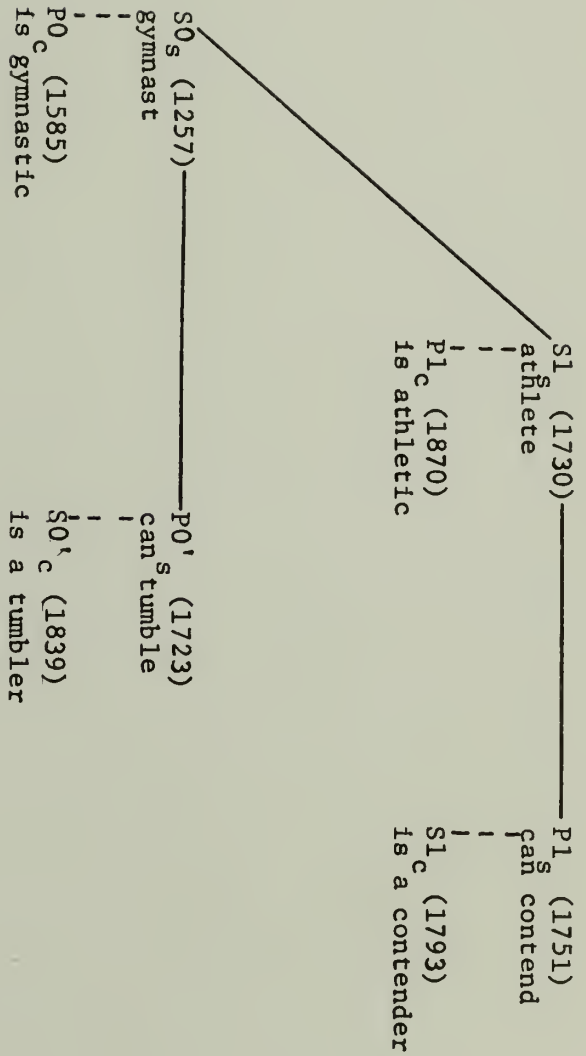 S1s (1730)
athlete
P1c (1870)
is athletic
P1s (1751)
can contend
S1c (1793)
is a contender
S0s (1257)
gymnast
P0c (1585)
is gymnastic
P0's (1723)
can tumble
S0'c (1839)
is a tumbler